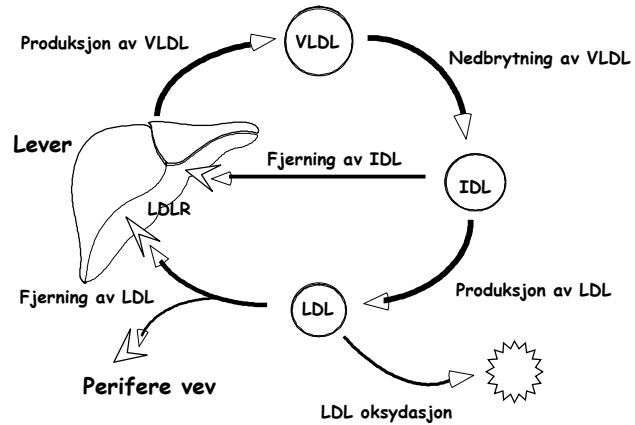 Produksjon av VLDL
VLDL
Nedbrytning av VLDL
Lever
Fjerning av IDL
IDL
LDLR
Fjerning av LDL
LDL
Produksjon av LDL
Perifere vev
LDL oksydasjon